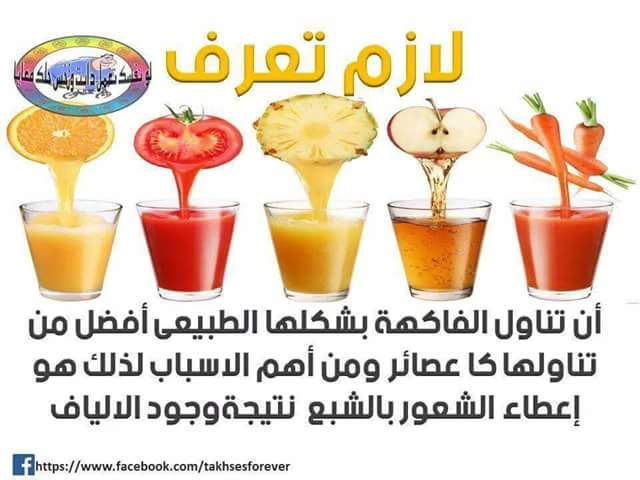 لازم تعرف
أن تناول الفاكهة بشكلها الطبيعى أفضل من
تناولها كا عصائر ومن أهم الاسباب لذلك هو
إعطاء الشعور بالشبع نتيجة وجود الالياف
https://www.facebook.com/takhsesforever